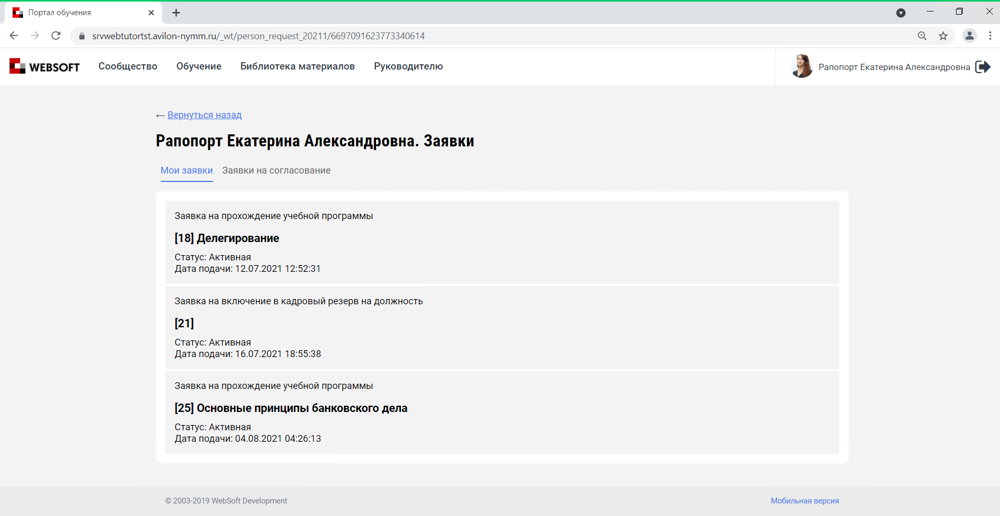 Портал обучения
srvwebtutortst.avilon-nymm.ru/_wt/person_request_20211/6697091623773340614
WEBSOFT
Сообщество
Обучение
Библиотека материалов
Руководителю
Рапопорт Екатерина Александровна
← Вернуться назад
Рапопорт Екатерина Александровна. Заявки
Мои заявки
Заявки на согласование
Заявка на прохождение учебной программы
[18] Делегирование
Статус: Активная
Дата подачи: 12.07.2021 12:52:31
Заявка на включение в кадровый резерв на должность
[21]
Статус: Активная
Дата подачи: 16.07.2021 18:55:38
Заявка на прохождение учебной программы
[25] Основные принципы банковского дела
Статус: Активная
Дата подачи: 04.08.2021 04:26:13
© 2003-2019 WebSoft Development
Мобильная версия